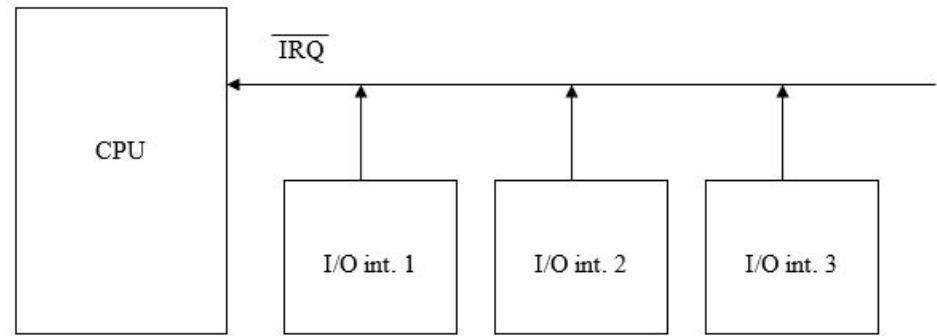 IRQ
CPU
I/O int. 1
I/O int. 2
I/O int. 3